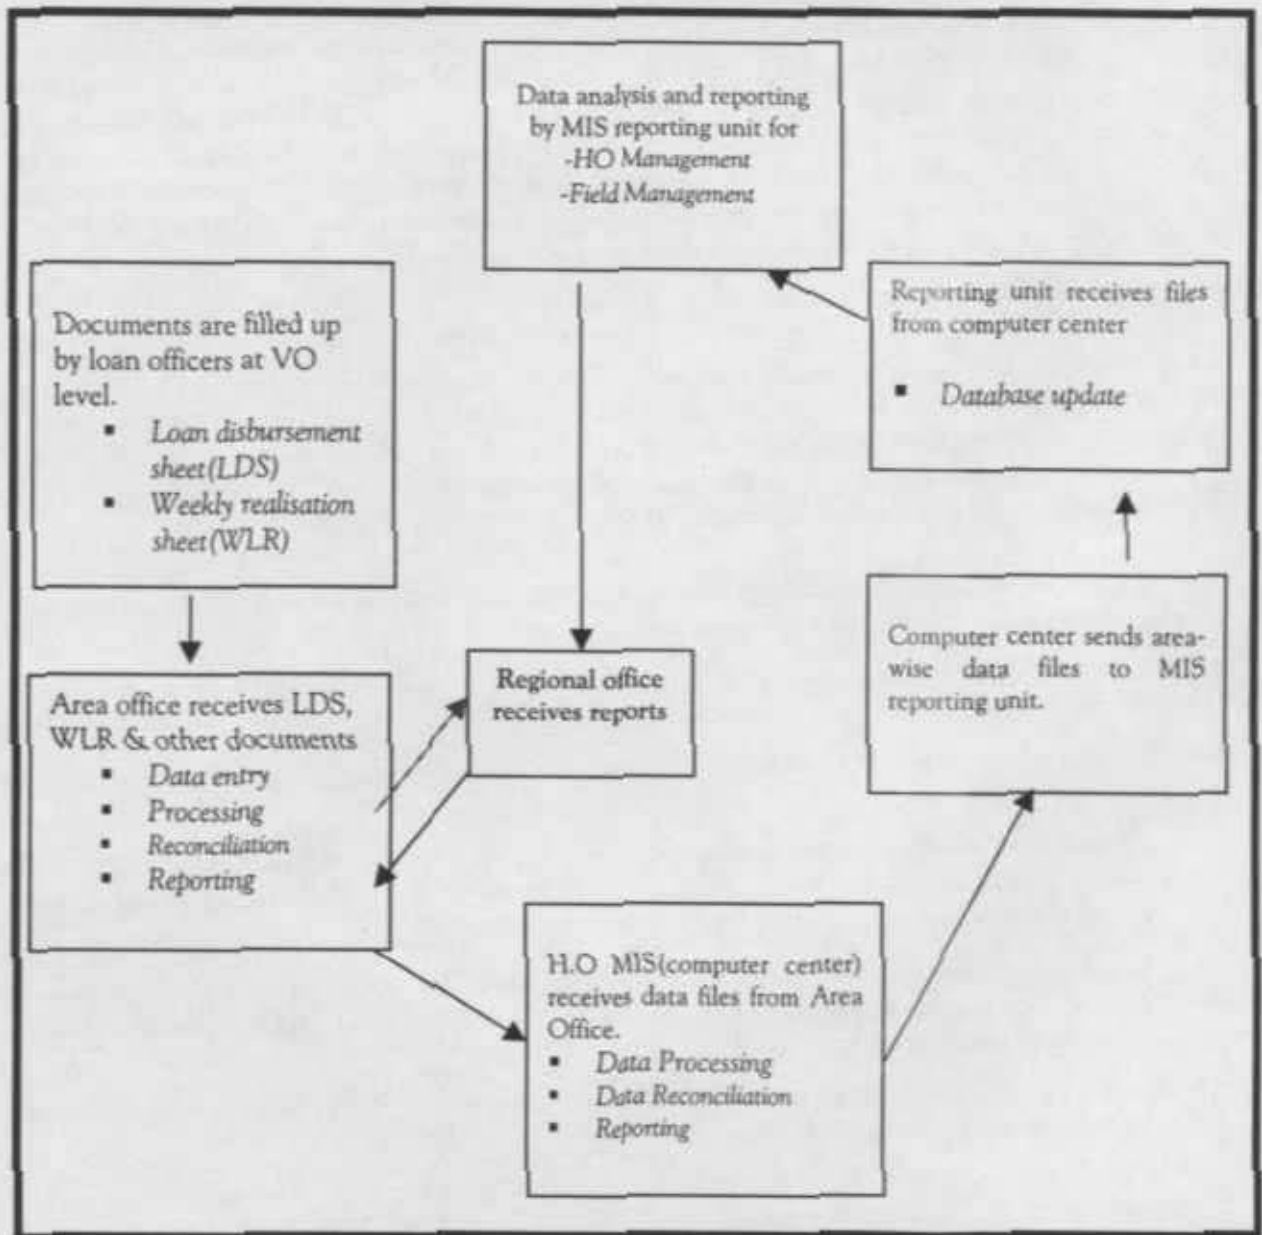 Data analysis and reporting
by MIS reporting unit for
-HO Management
-Field Management
Documents are filled up
by loan officers at VO
level.
▪ Loan disbursement
sheet(LDS)
▪ Weekly realisation
sheet(WLR)
Reporting unit receives files
from computer center
▪ Database update
Area office receives LDS,
WLR & other documents
▪ Data entry
▪ Processing
▪ Reconciliation
▪ Reporting
Regional office
receives reports
Computer center sends area-
wise data files to MIS
reporting unit.
H.O MIS(computer center)
receives data files from Area
Office.
▪ Data Processing
▪ Data Reconciliation
▪ Reporting